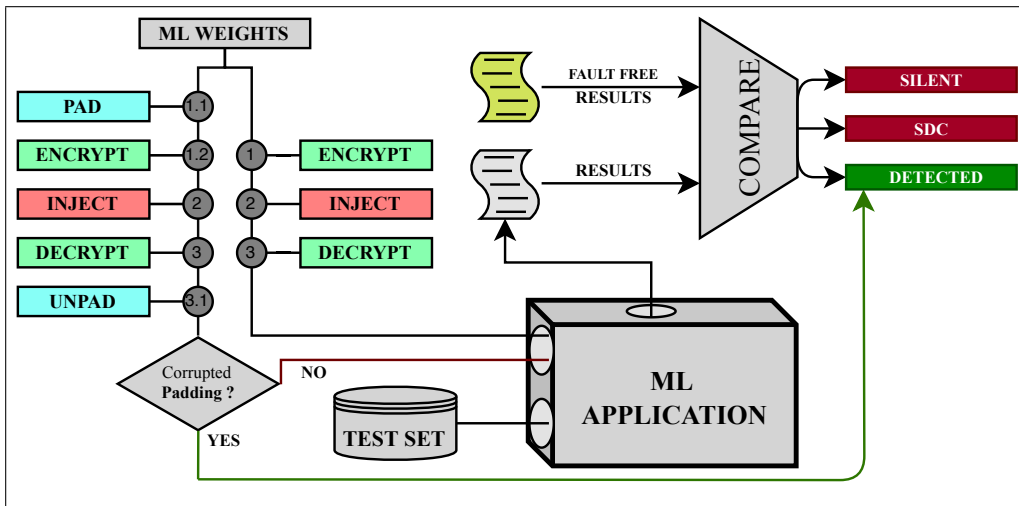 ML WEIGHTS
PAD
1.1
ENCRYPT
1.2
1
ENCRYPT
INJECT
2
2
INJECT
DECRYPT
3
3
DECRYPT
UNPAD
3.1
Corrupted
Padding ?
NO
YES
TEST SET
ML
APPLICATION
FAULT FREE
RESULTS
RESULTS
COMPARE
SILENT
SDC
DETECTED